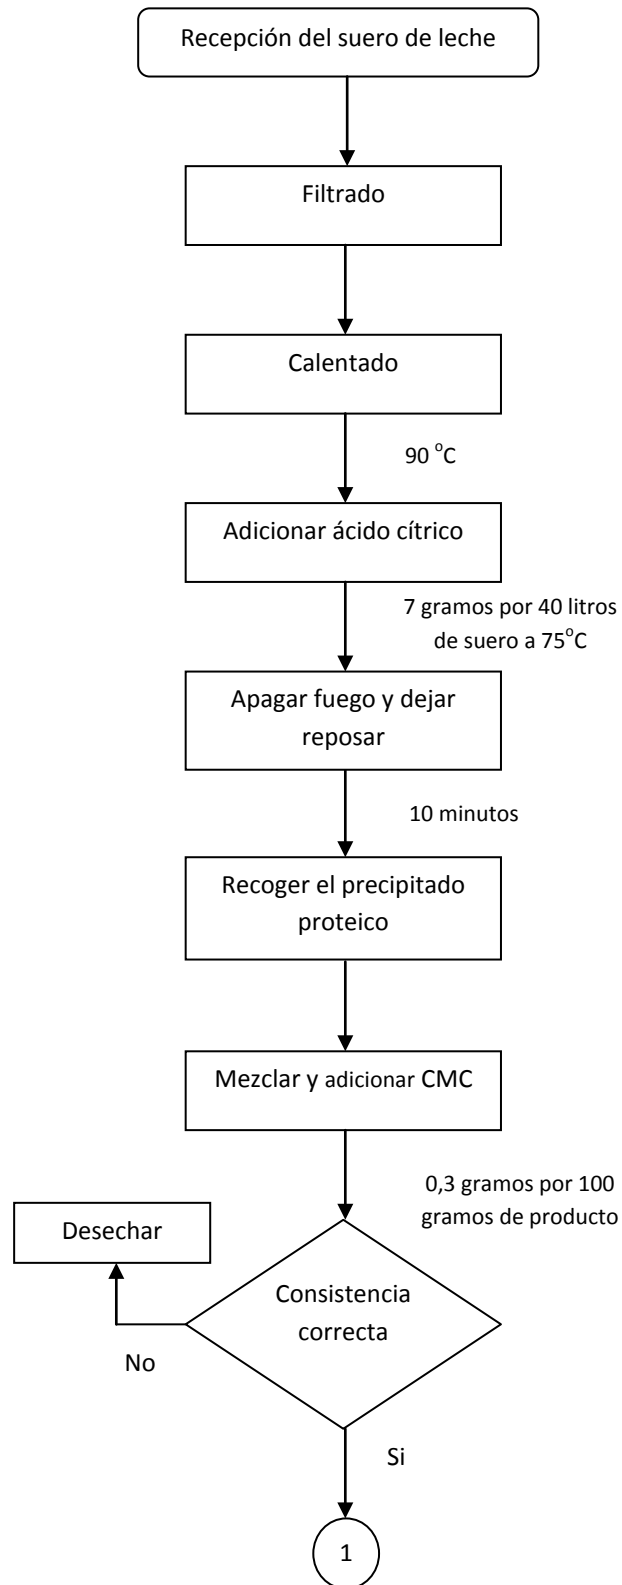 Recepción del suero de leche
Filtrado
Calentado
90 °C
Adicionar ácido cítrico
7 gramos por 40 litros
de suero a 75°C
Apagar fuego y dejar
reposar
10 minutos
Recoger el precipitado
proteico
Mezclar y adicionar CMC
0,3 gramos por 100
gramos de producto
Desechar
Consistencia
correcta
No
Si
1